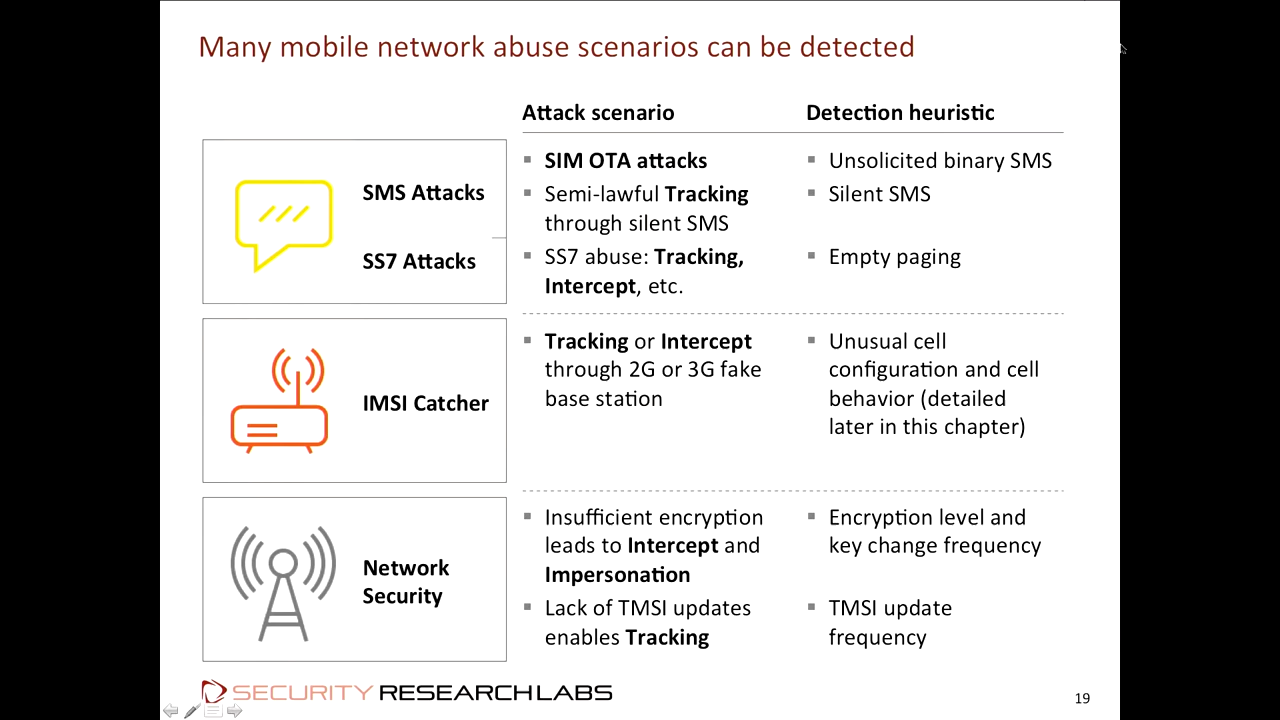 Many mobile network abuse scenarios can be detected
Attack scenario
Detection heuristic
SMS Attacks
SS7 Attacks
▪ SIM OTA attacks
▪ Unsolicited binary SMS
▪ Semi-lawful Tracking
through silent SMS
▪ Silent SMS
▪ SS7 abuse: Tracking,
Intercept, etc.
▪ Empty paging
IMSI Catcher
▪ Tracking or Intercept
through 2G or 3G fake
base station
▪ Unusual cell
configuration and cell
behavior (detailed
later in this chapter)
Network
Security
▪ Insufficient encryption
leads to Intercept and
Impersonation
▪ Encryption level and
key change frequency
▪ Lack of TMSI updates
enables Tracking
▪ TMSI update
frequency
SECURITY RESEARCH LABS
19